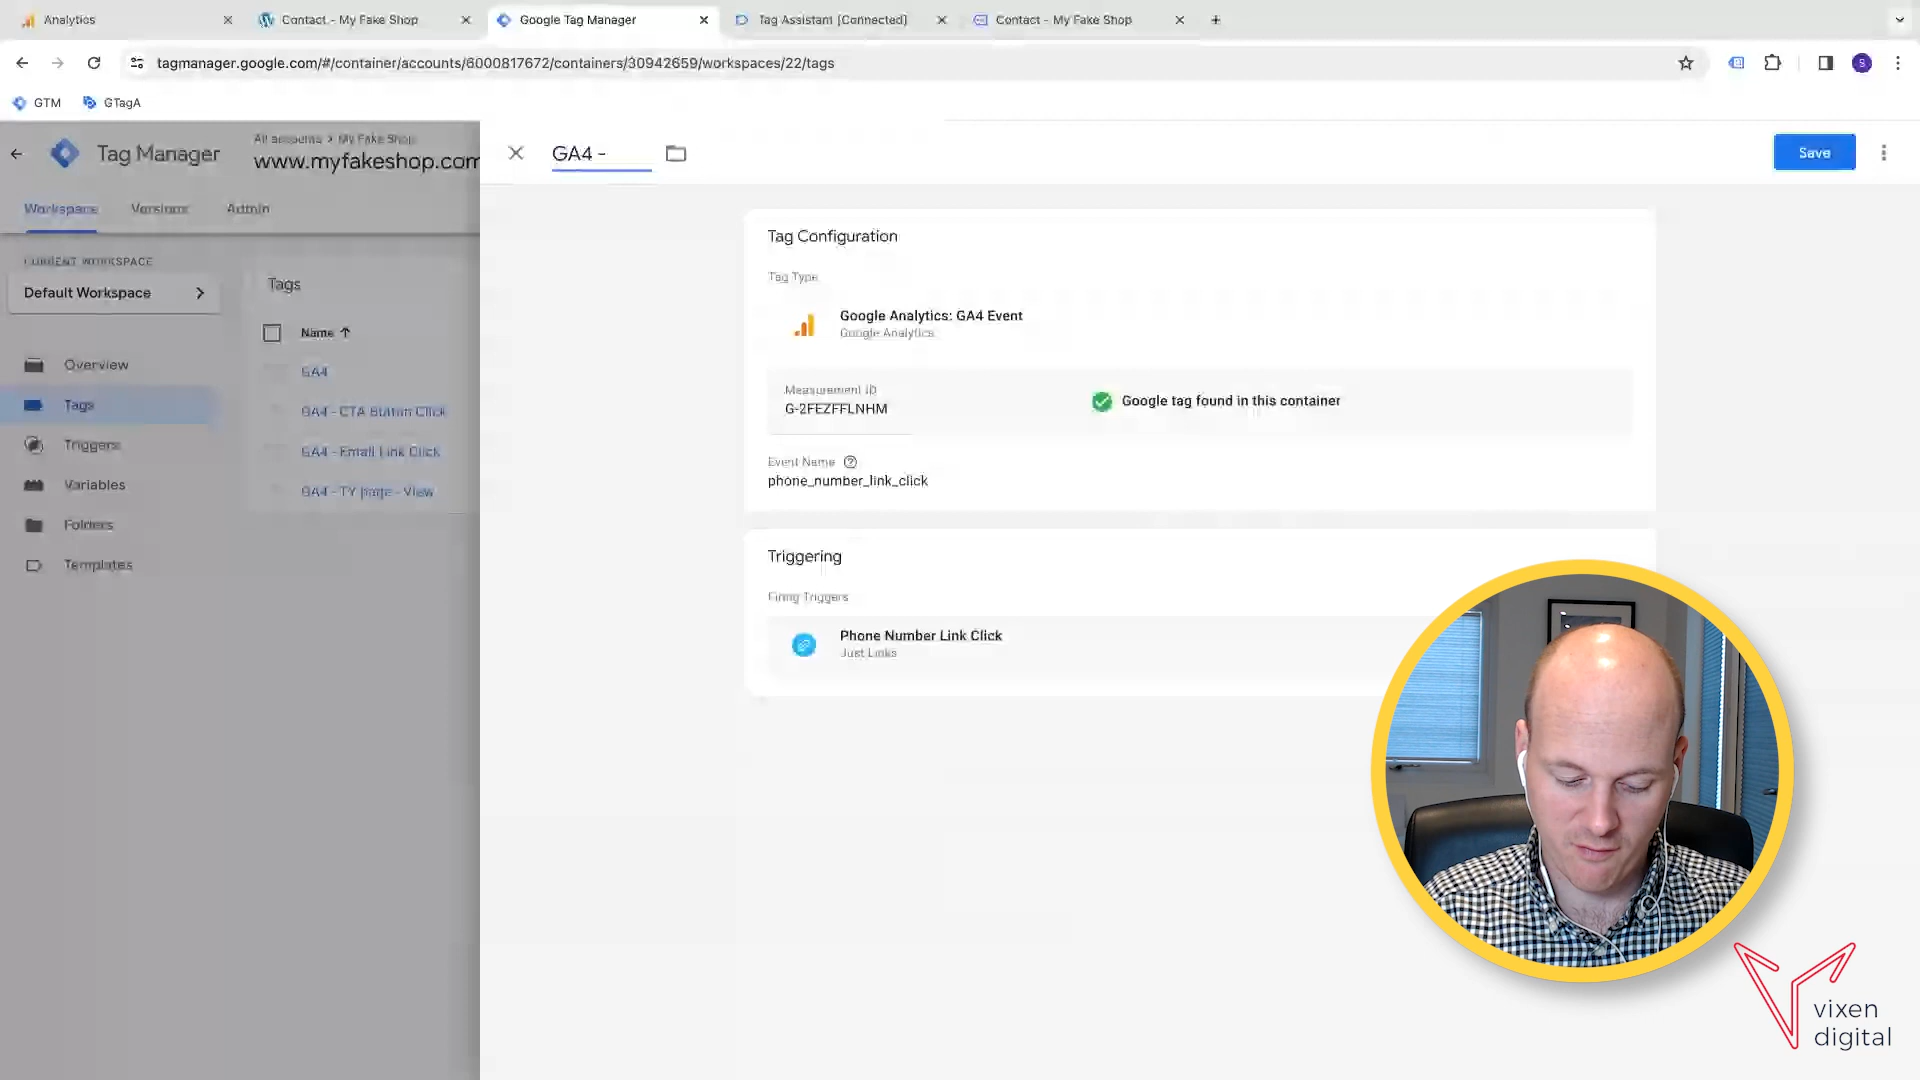 Analytics
Contact - My Fake Shop
Google Tag Manager
Tag Assistant [Connected]
Contact - My Fake Shop
tagmanager.google.com/#/container/accounts/6000817672/containers/30942659/workspaces/22/tags
S
GTM
GTagA
Tag Manager
All accounts > My Fake Shop
www.myfakeshop.com
GA4 -
Save
Workspace
Versions
Admin
CURRENT WORKSPACE
Default Workspace
Overview
Tags
Triggers
Variables
Folders
Templates
Tags
Name
GA4
GA4 - CTA Button Click
GA4 - Email Link Click
GA4 - TY page - View
Tag Configuration
Tag Type
Google Analytics: GA4 Event
Google Analytics
Measurement ID
G-2FEZFFLNHM
Google tag found in this container
Event Name
phone_number_link_click
Triggering
Firing Triggers
Phone Number Link Click
Just Links
vixen
digital